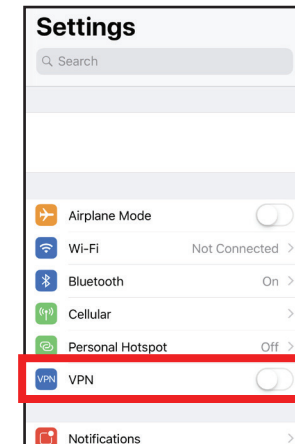 Settings
Search
Airplane Mode
Wi-Fi Not Connected
Bluetooth On
Cellular
Personal Hotspot Off
VPN VPN
Notifications